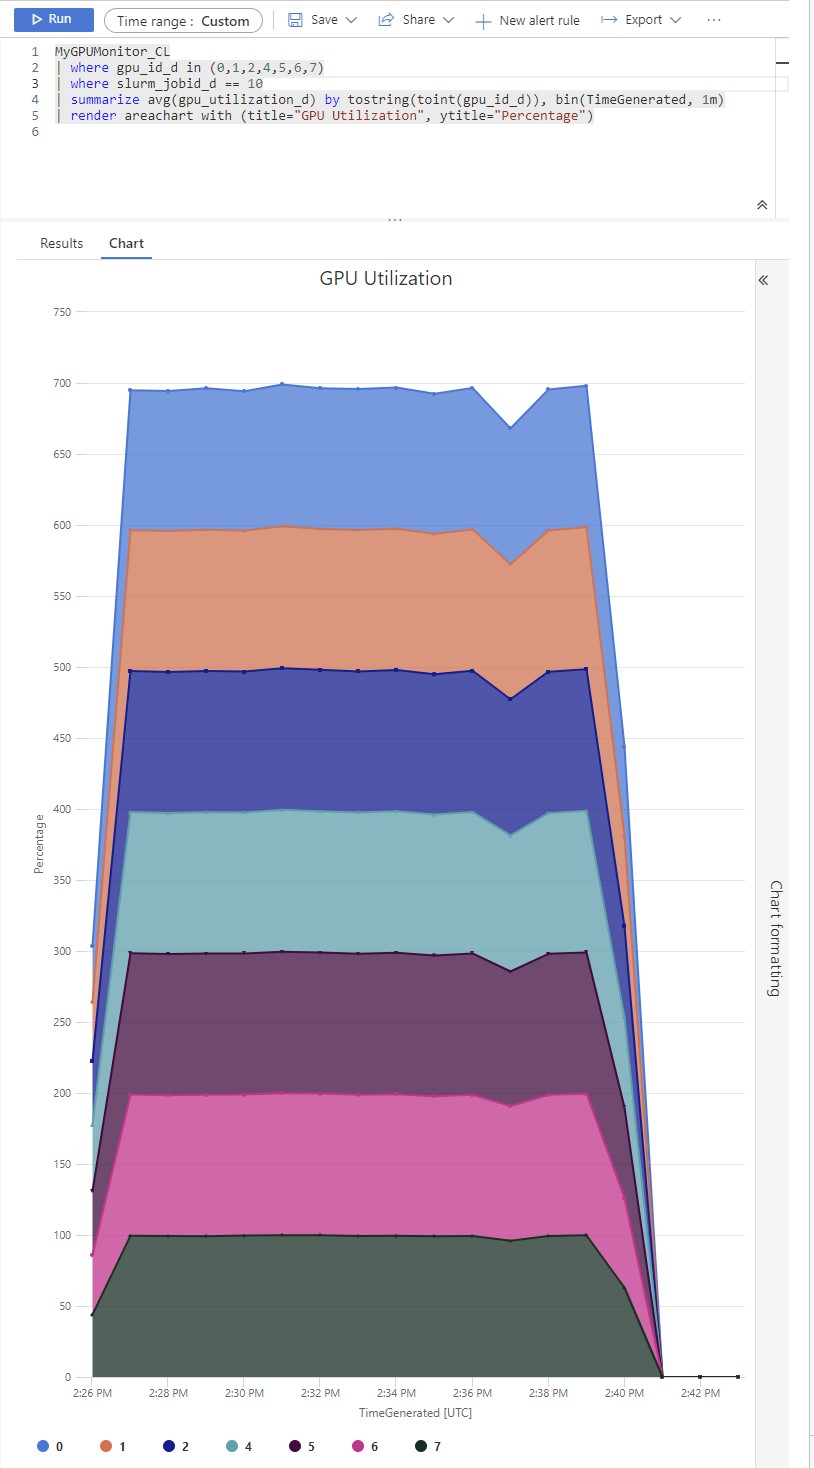 Run Time range : Custom Save Share New alert rule Export ...
1 MyGPUMonitor_CL
2 | where gpu_id_d in (0,1,2,4,5,6,7)
3 | where slurm_jobid_d == 10
4 | summarize avg(gpu_utilization_d) by tostring(toint(gpu_id_d)), bin(TimeGenerated, 1m)
5 | render areachart with (title="GPU Utilization", ytitle="Percentage")
6
Results Chart
GPU Utilization
750
700
650
600
550
500
450
400
350
300
250
200
150
100
50
0
Percentage
Chart formatting
2:26 PM 2:28 PM 2:30 PM 2:32 PM 2:34 PM 2:36 PM 2:38 PM 2:40 PM 2:42 PM
TimeGenerated [UTC]
0 1 2 4 5 6 7